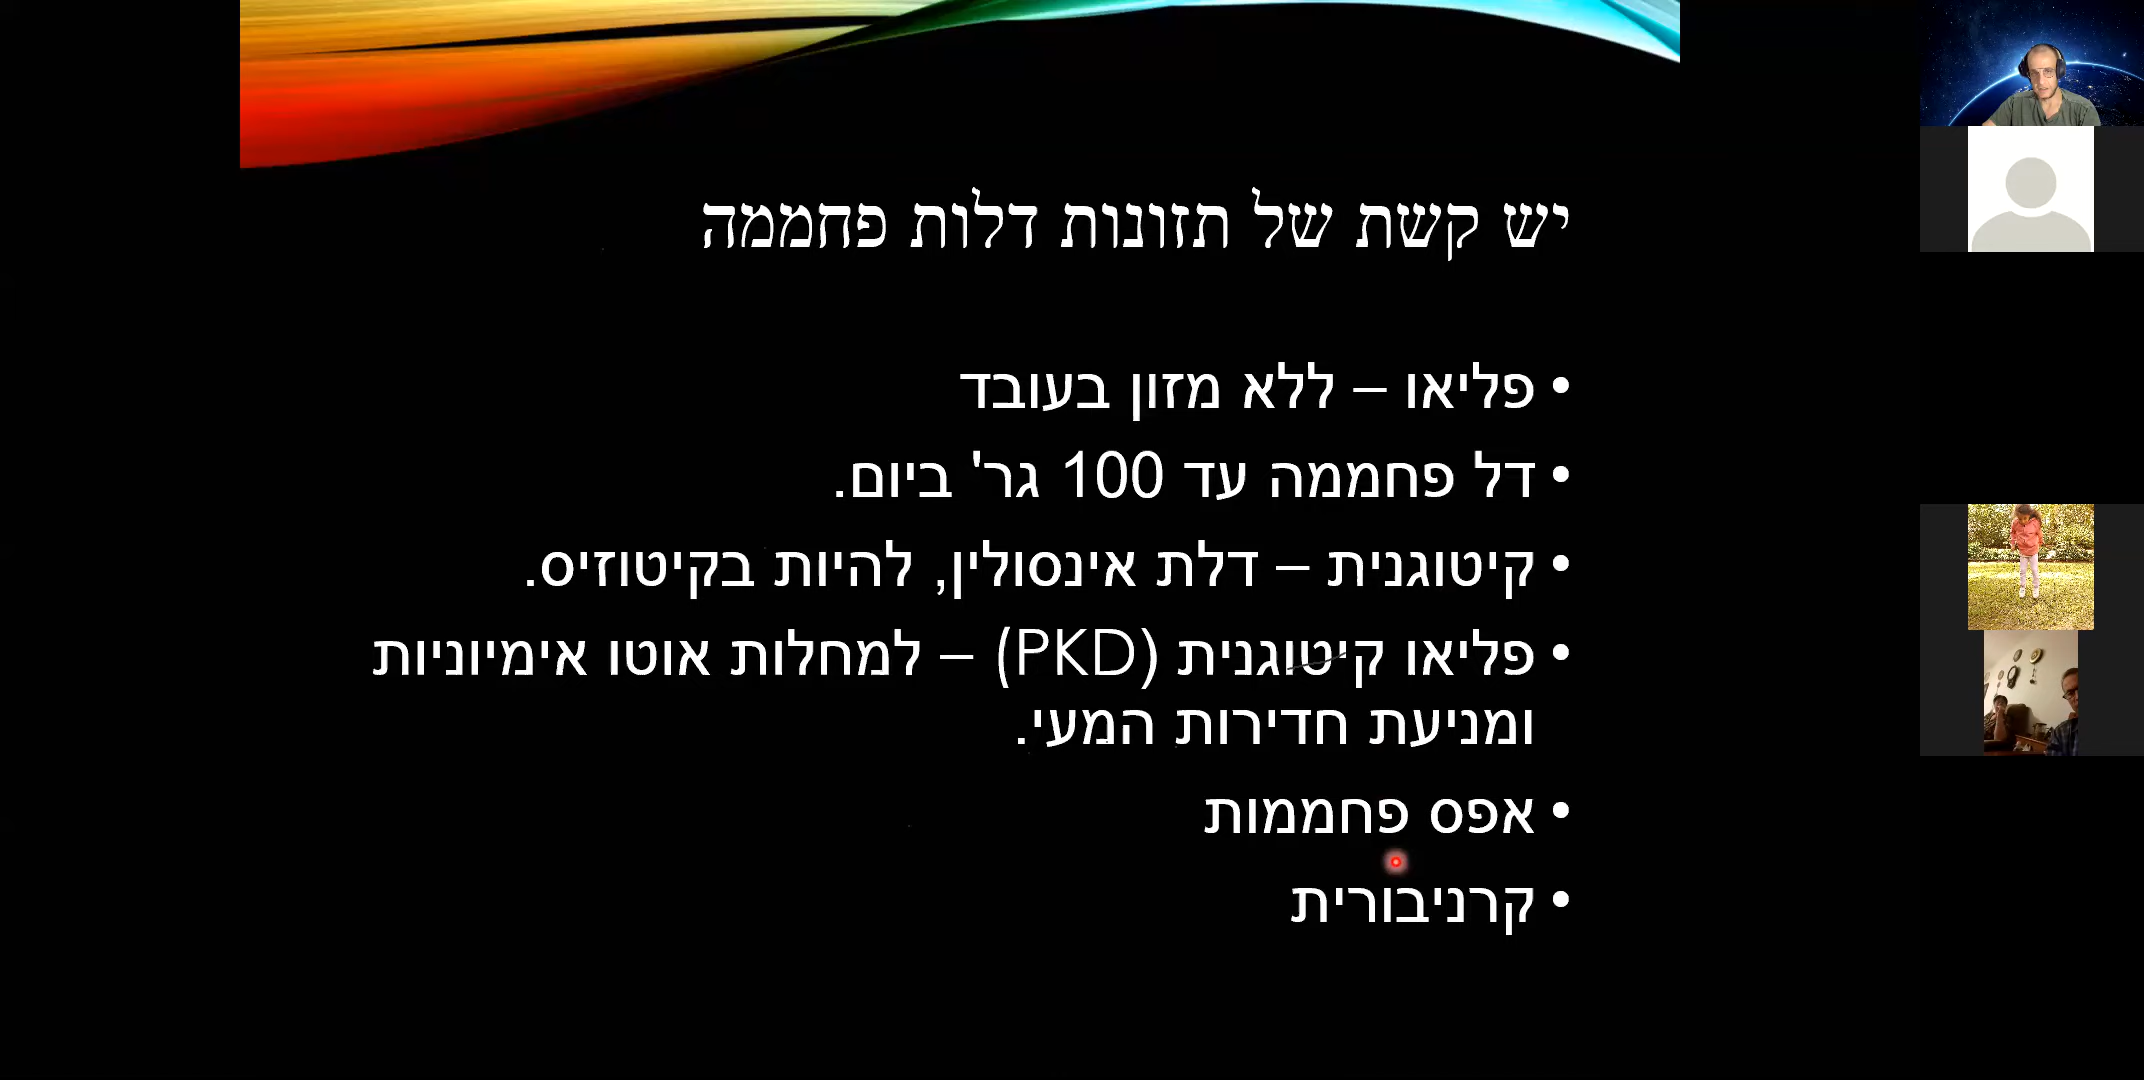 יש קשת של תזונות דלות פחממה
• פליאו – ללא מזון בעובד
• דל פחממה עד 100 גר' ביום.
• קיטוגנית – דלת אינסולין, להיות בקיטוזיס.
• פליאו קיטוגנית (PKD) – למחלות אוטו אימיוניות
ומניעת חדירות המעי.
• אפס פחממות
• קרניבורית